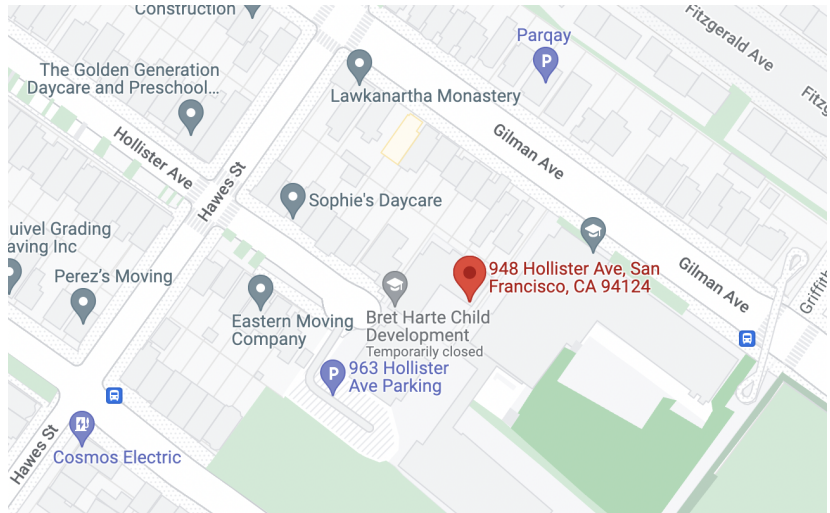 Construction
Fitzgerald Ave
Parqay
P
The Golden Generation
Daycare and Preschool...
Lawkanartha Monastery
Fitzg
Hollister Ave
Gilman Ave
Hawes St
Sophie's Daycare
uivel Grading
aving Inc
Perez's Moving
948 Hollister Ave, San
Francisco, CA 94124
Gilman Ave
Griffith
Eastern Moving
Company
Bret Harte Child
Development
Temporarily closed
P
963 Hollister
Ave Parking
Hawes St
Cosmos Electric